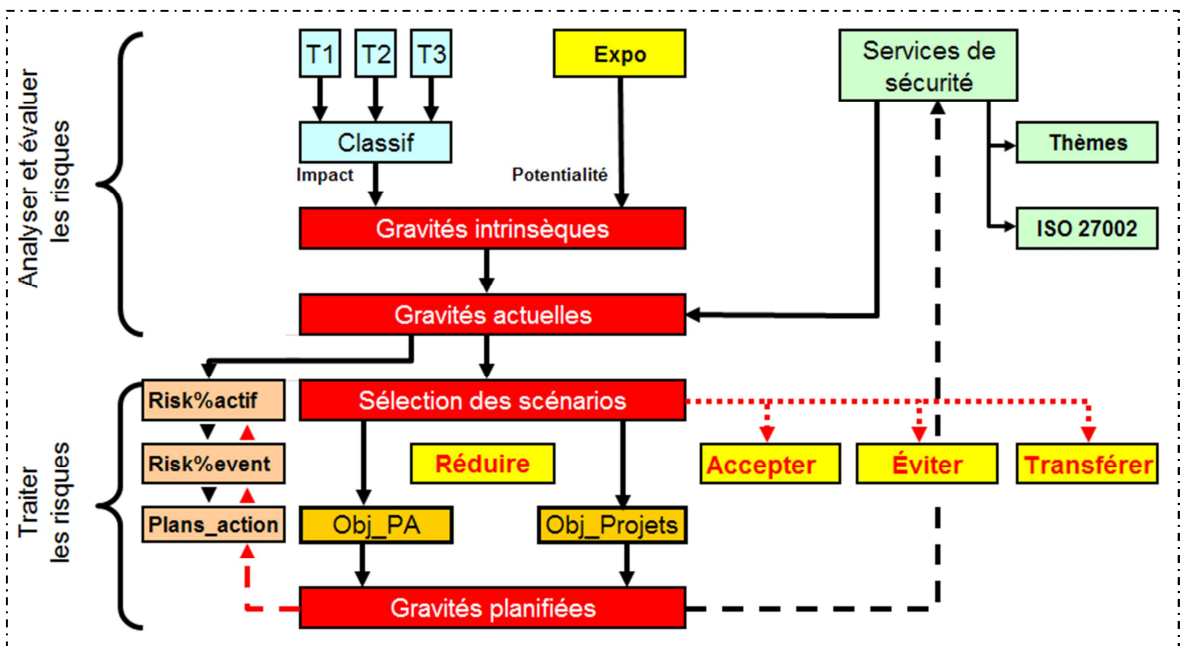 Analyser et évaluer
les risques
T1
T2
T3
Expo
Services de
sécurité
Classif
Thèmes
Impact
Potentialité
Gravités intrinsèques
ISO 27002
Gravités actuelles
Traiter
les risques
Risk%actif
Sélection des scénarios
Risk%event
Réduire
Accepter
Éviter
Transférer
Plans_action
Obj_PA
Obj_Projets
Gravités planifiées